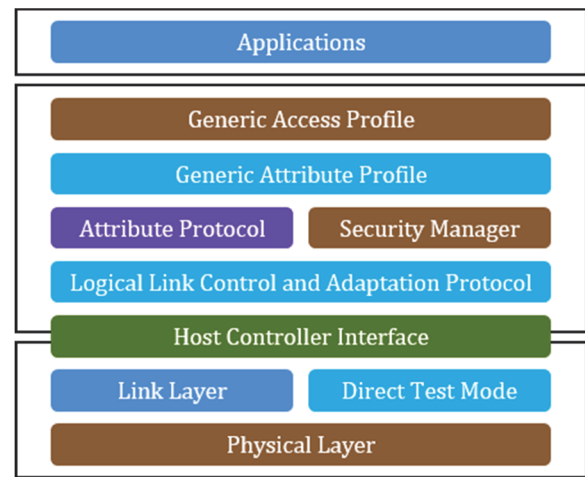 Applications
Generic Access Profile
Generic Attribute Profile
Attribute Protocol
Security Manager
Logical Link Control and Adaptation Protocol
Host Controller Interface
Link Layer
Direct Test Mode
Physical Layer